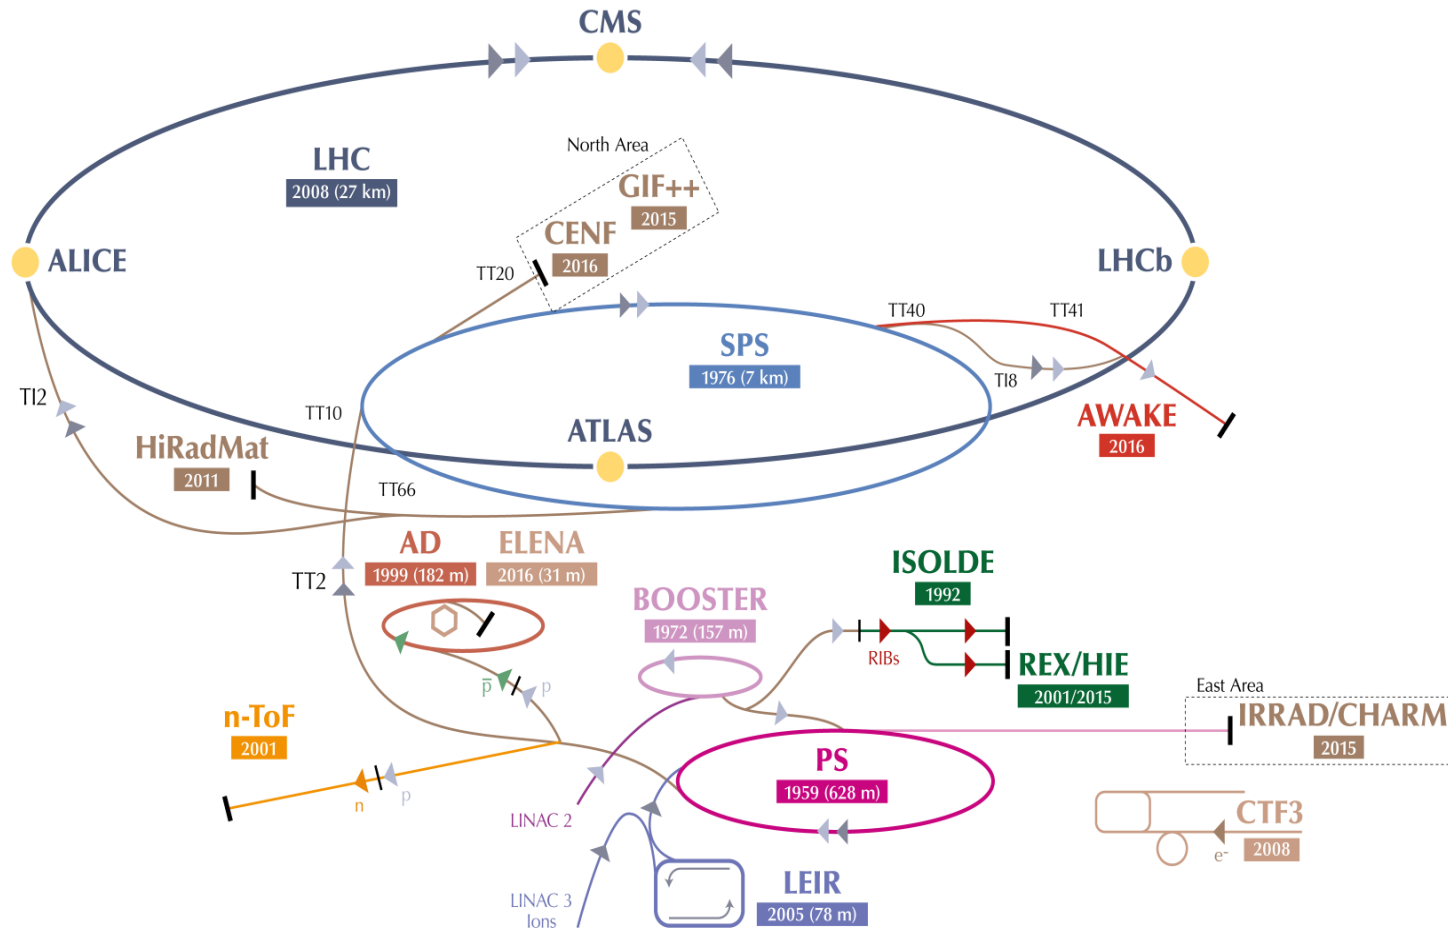 CMS
North Area
LHC
2008 (27 km)
GIF++
2015
CENF
2016
ALICE
LHCb
TT20
TT40
TT41
SPS
1976 (7 km)
TI8
TI2
TT10
AWAKE
2016
ATLAS
HiRadMat
2011
TT66
AD
1999 (182 m)
ELENA
2016 (31 m)
TT2
ISOLDE
1992
BOOSTER
1972 (157 m)
RIBs
REX/HIE
2001/2015
East Area
p̅
p
IRRAD/CHARM
2015
n-ToF
2001
PS
1959 (628 m)
n
p
LINAC 2
CTF3
2008
e-
LEIR
2005 (78 m)
LINAC 3
Ions